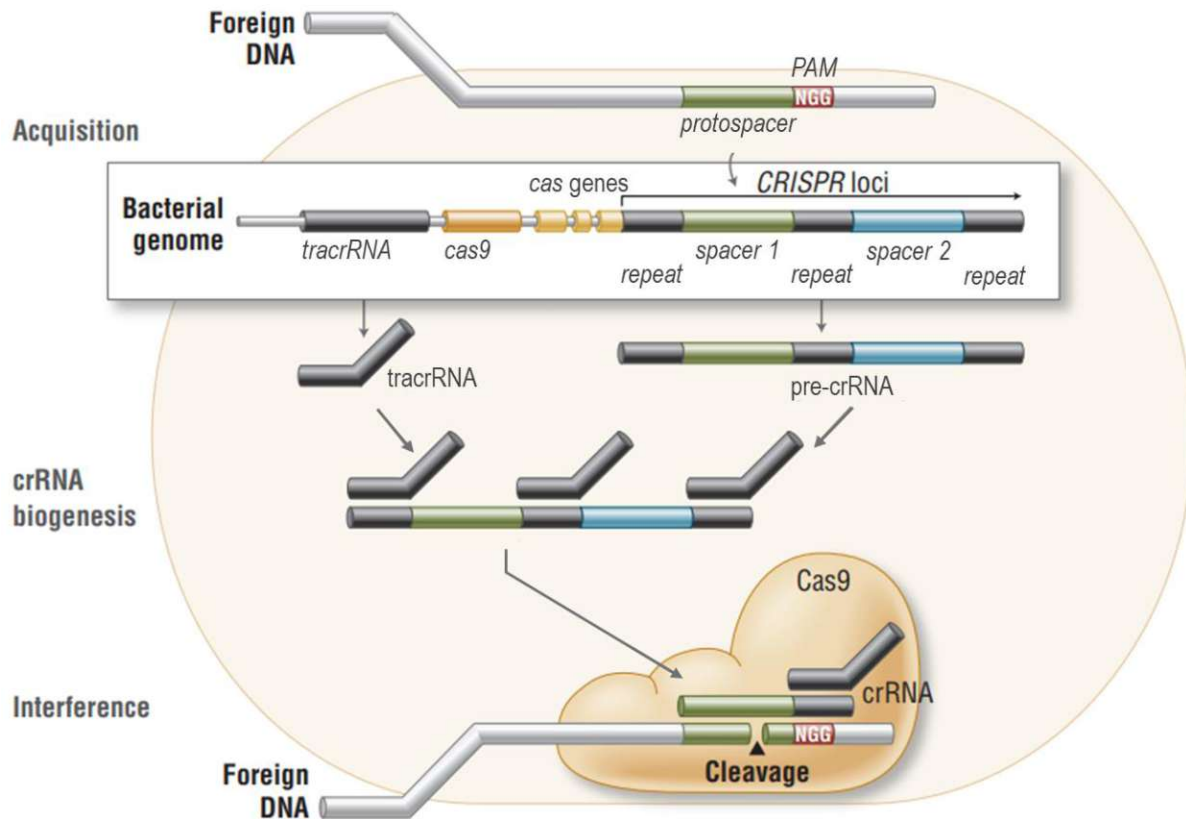 Foreign
DNA
PAM
NGG
protospacer
Acquisition
cas genes
CRISPR loci
Bacterial
genome
tracrRNA
cas9
spacer 1
spacer 2
repeat
repeat
repeat
tracrRNA
pre-crRNA
crRNA
biogenesis
Cas9
crRNA
Interference
NGG
Cleavage
Foreign
DNA